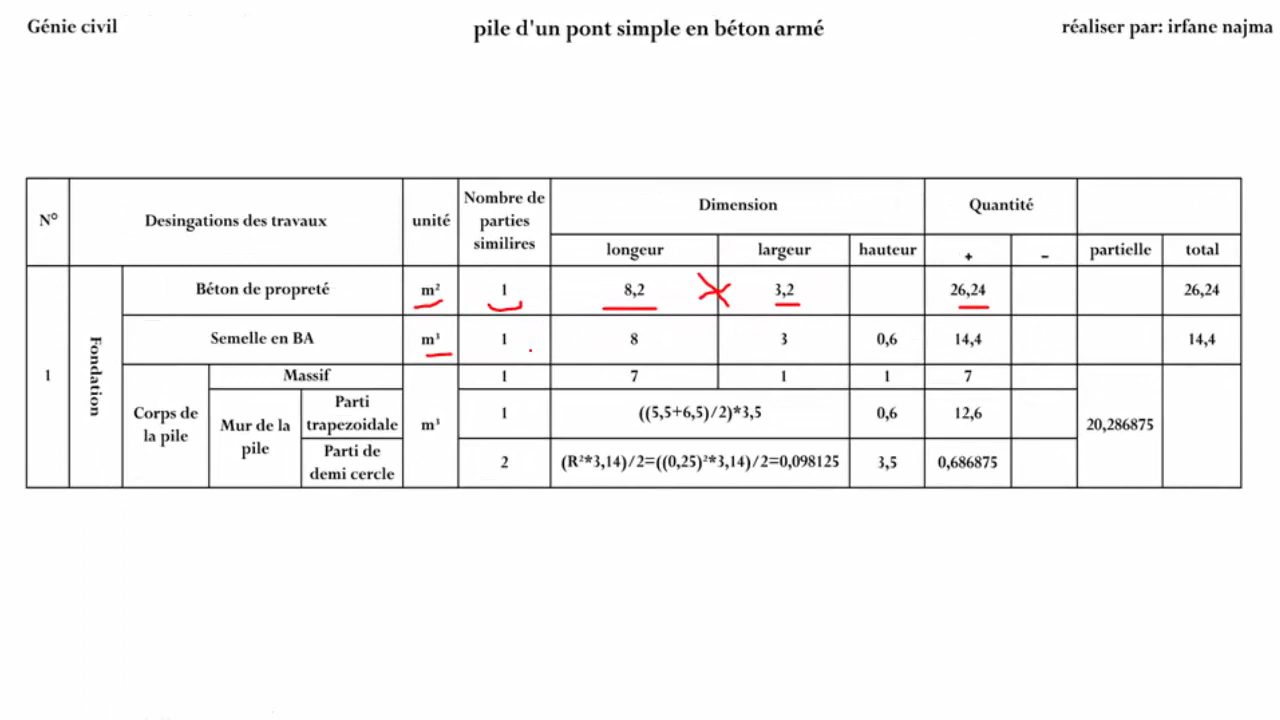 Génie civil
pile d'un pont simple en béton armé
réaliser par: irfane najma
N°
Desingations des travaux
unité
Nombre de
parties
similires
Dimension
Quantité
longeur
largeur
hauteur
+
-
partielle
total
1
Fondation
Béton de propreté
m²
1
8,2
3,2
26,24
26,24
Semelle en BA
m³
1
8
3
0,6
14,4
14,4
Corps de
la pile
Massif
m³
1
7
1
1
7
20,286875
Mur de la
pile
Parti
trapezoidale
1
((5,5+6,5)/2)*3,5
0,6
12,6
Parti de
demi cercle
2
(R²*3,14)/2=((0,25)²*3,14)/2=0,098125
3,5
0,686875